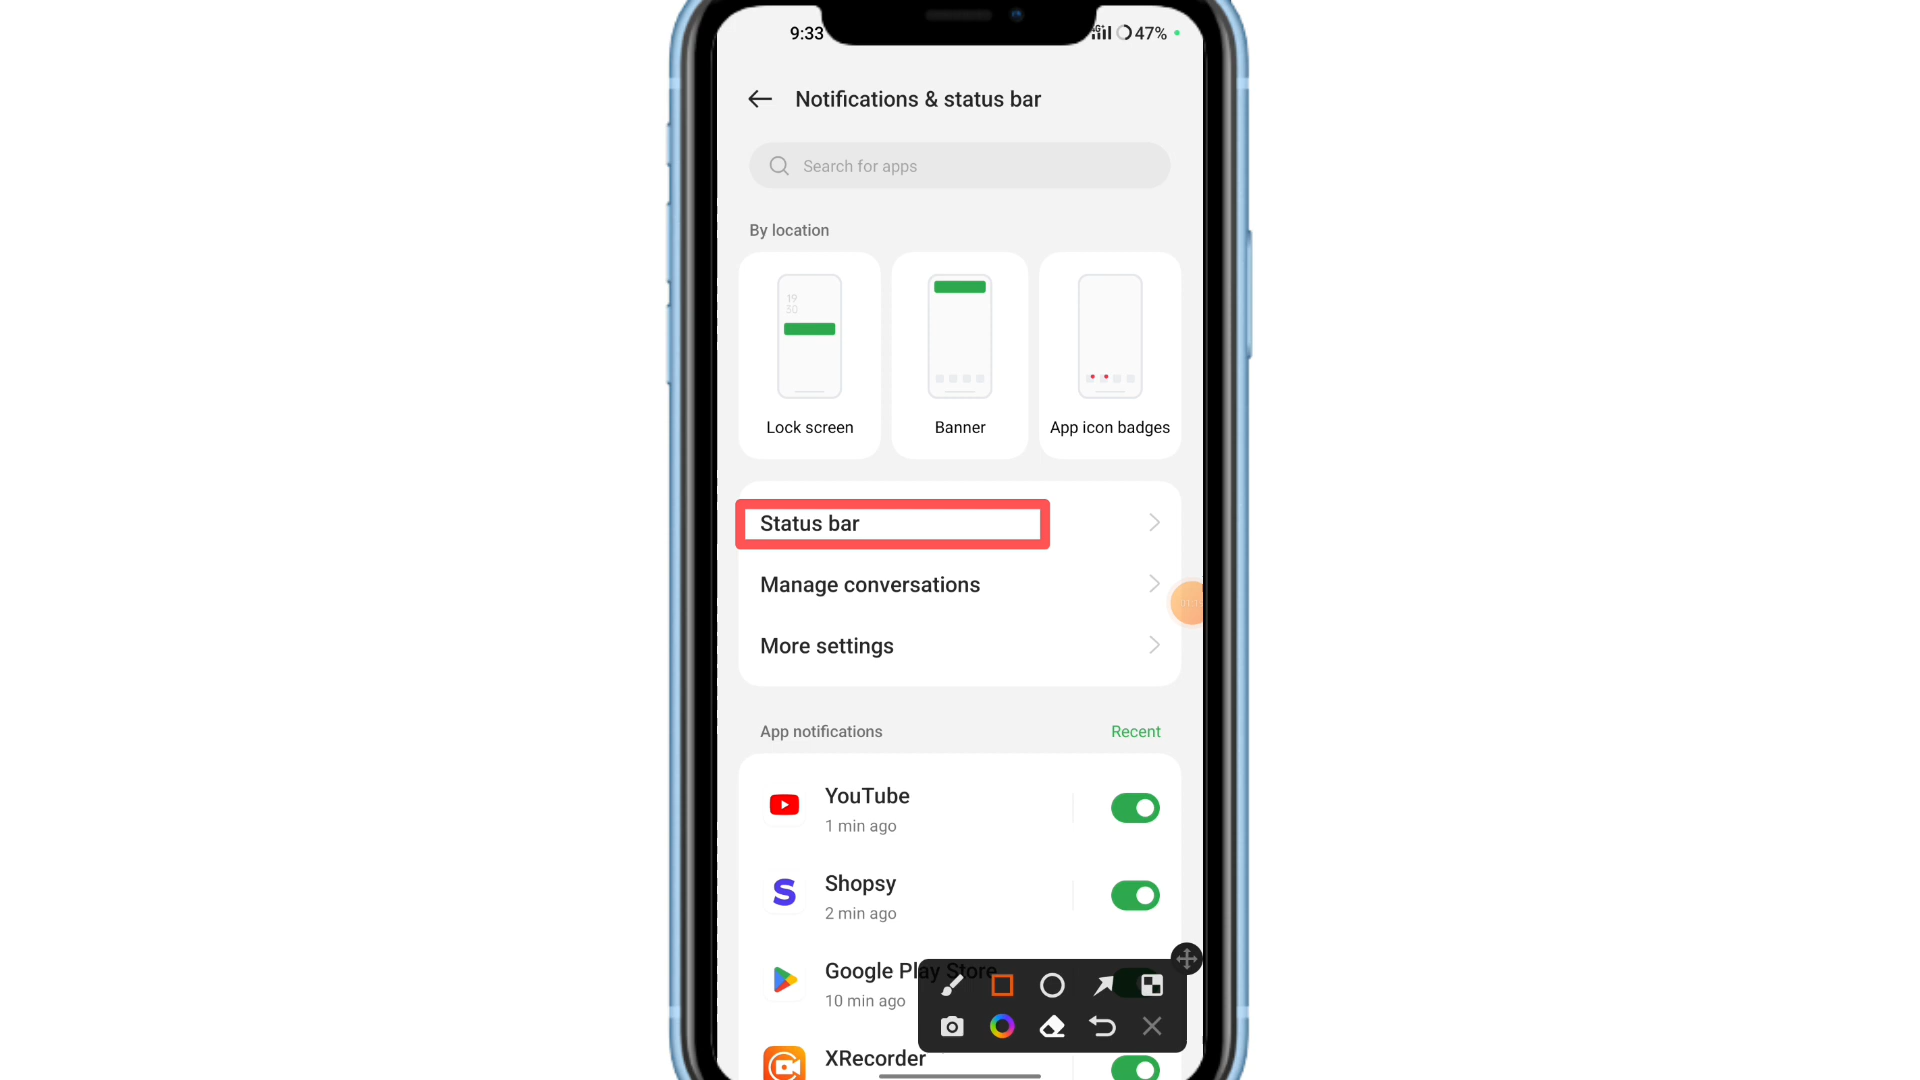 9:33
47%
Notifications & status bar
Search for apps
By location
19
30
Lock screen
Banner
App icon badges
Status bar
Manage conversations
More settings
App notifications
Recent
YouTube
1 min ago
Shopsy
2 min ago
Google Play Store
10 min ago
XRecorder